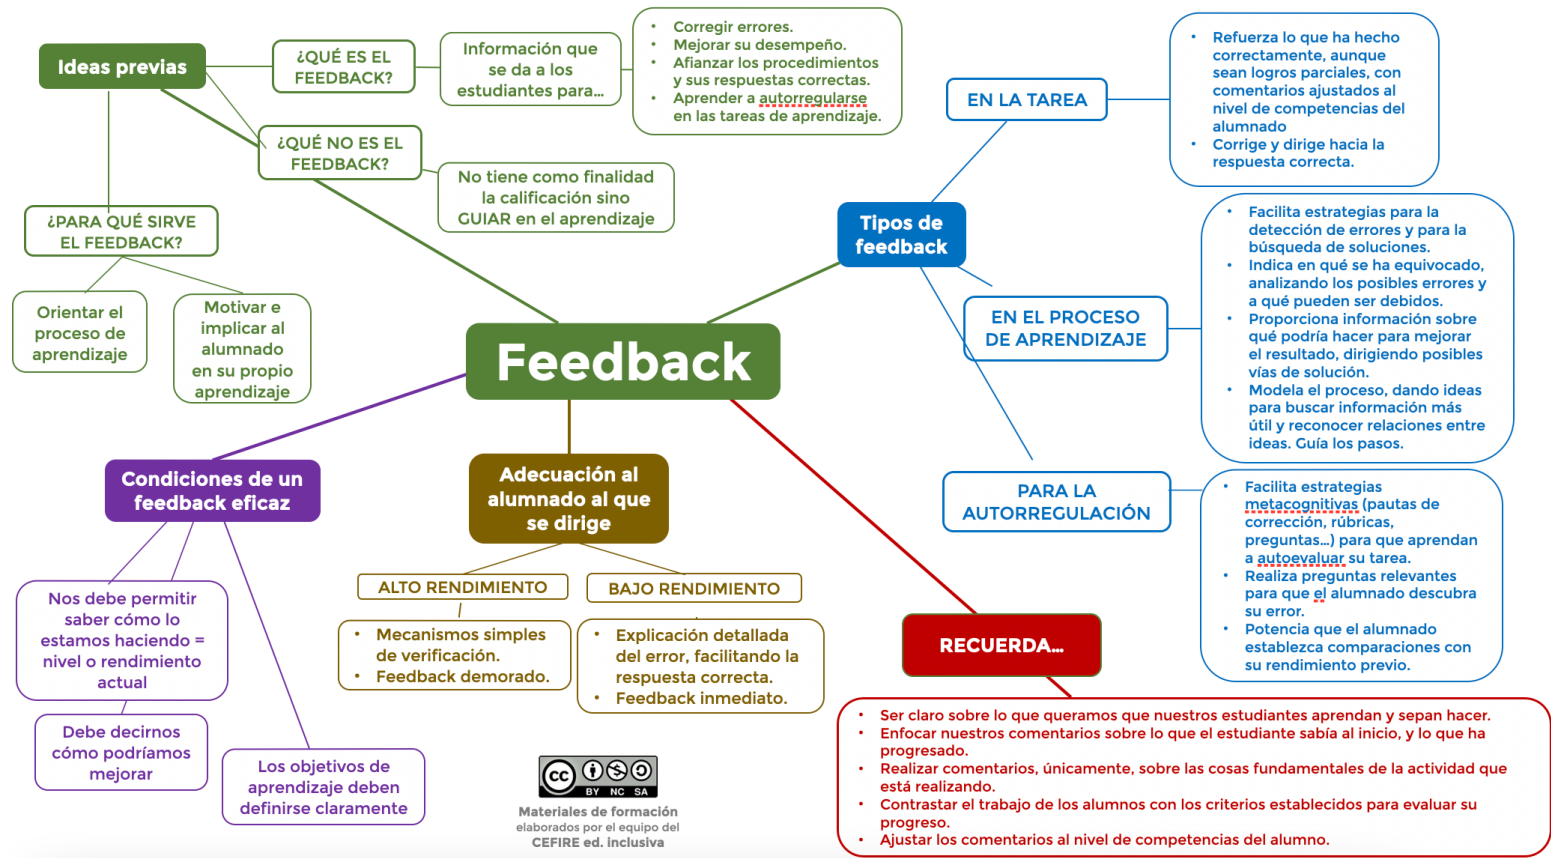 Ideas previas
¿QUÉ ES EL
FEEDBACK?
Información que
se da a los
estudiantes para...
• Corregir errores.
• Mejorar su desempeño.
• Afianzar los procedimientos
y sus respuestas correctas.
• Aprender a autorregularse
en las tareas de aprendizaje.
¿QUÉ NO ES EL
FEEDBACK?
No tiene como finalidad
la calificación sino
GUIAR en el aprendizaje
¿PARA QUÉ SIRVE
EL FEEDBACK?
Orientar el
proceso de
aprendizaje
Motivar e
implicar al
alumnado
en su propio
aprendizaje
Feedback
Tipos de
feedback
EN LA TAREA
• Refuerza lo que ha hecho
correctamente, aunque
sean logros parciales, con
comentarios ajustados al
nivel de competencias del
alumnado
• Corrige y dirige hacia la
respuesta correcta.
EN EL PROCESO
DE APRENDIZAJE
• Facilita estrategias para la
detección de errores y para la
búsqueda de soluciones.
• Indica en qué se ha equivocado,
analizando los posibles errores y
a qué pueden ser debidos.
• Proporciona información sobre
qué podría hacer para mejorar
el resultado, dirigiendo posibles
vías de solución.
• Modela el proceso, dando ideas
para buscar información más
útil y reconocer relaciones entre
ideas. Guía los pasos.
PARA LA
AUTORREGULACIÓN
• Facilita estrategias
metacognitivas (pautas de
corrección, rúbricas,
preguntas...) para que aprendan
a autoevaluar su tarea.
• Realiza preguntas relevantes
para que el alumnado descubra
su error.
• Potencia que el alumnado
establezca comparaciones con
su rendimiento previo.
Condiciones de un
feedback eficaz
Nos debe permitir
saber cómo lo
estamos haciendo =
nivel o rendimiento
actual
Debe decirnos
cómo podríamos
mejorar
Los objetivos de
aprendizaje deben
definirse claramente
Adecuación al
alumnado al que
se dirige
ALTO RENDIMIENTO
• Mecanismos simples
de verificación.
• Feedback demorado.
BAJO RENDIMIENTO
• Explicación detallada
del error, facilitando la
respuesta correcta.
• Feedback inmediato.
RECUERDA...
• Ser claro sobre lo que queramos que nuestros estudiantes aprendan y sepan hacer.
• Enfocar nuestros comentarios sobre lo que el estudiante sabía al inicio, y lo que ha
progresado.
• Realizar comentarios, únicamente, sobre las cosas fundamentales de la actividad que
está realizando.
• Contrastar el trabajo de los alumnos con los criterios establecidos para evaluar su
progreso.
• Ajustar los comentarios al nivel de competencias del alumno.
cc
BY NC SA
Materiales de formación
elaborados por el equipo del
CEFIRE ed. inclusiva